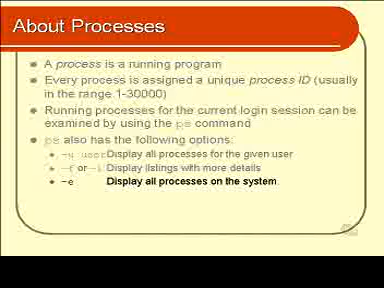 About Processes
A process is a running program
Every process is assigned a unique process ID (usually
in the range 1-30000)
Running processes for the current login session can be
examined by using the ps command
ps also has the following options:
-u user Display all processes for the given user
-f or -l Display listings with more details
-e Display all processes on the system